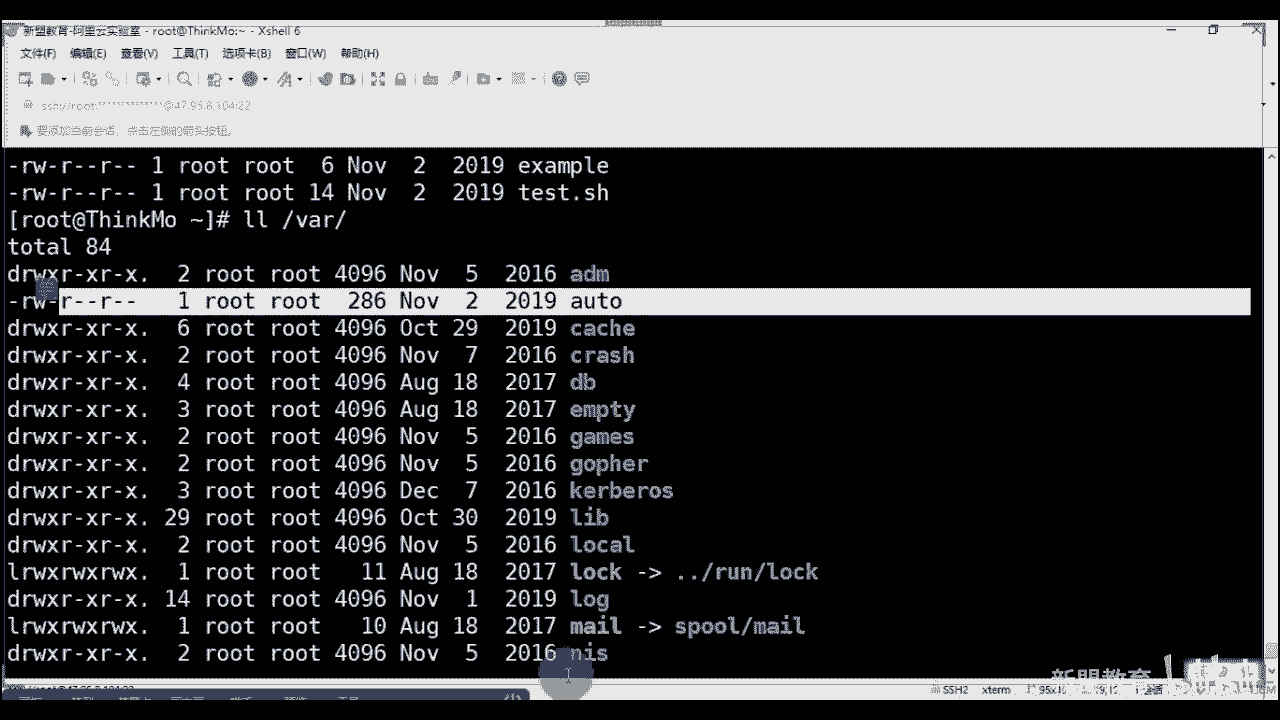 新盟教育-阿里云实验室 - root@ThinkMo:~ - Xshell 6
文件(F) 编辑(E) 查看(V) 工具(T) 选项卡(B) 窗口(W) 帮助(H)
ssh://root:**************@47.95.8.104:22
要添加当前会话，点击左侧的箭头按钮。
-rw-r--r-- 1 root root  6 Nov  2  2019 example
-rw-r--r-- 1 root root 14 Nov  2  2019 test.sh
[root@ThinkMo ~]# ll /var/
total 84
drwxr-xr-x.  2 root root 4096 Nov  5  2016 adm
-rw-r--r--   1 root root  286 Nov  2  2019 auto
drwxr-xr-x.  6 root root 4096 Oct 29  2019 cache
drwxr-xr-x.  2 root root 4096 Nov  7  2016 crash
drwxr-xr-x.  4 root root 4096 Aug 18  2017 db
drwxr-xr-x.  3 root root 4096 Aug 18  2017 empty
drwxr-xr-x.  2 root root 4096 Nov  5  2016 games
drwxr-xr-x.  2 root root 4096 Nov  5  2016 gopher
drwxr-xr-x.  3 root root 4096 Dec  7  2016 kerberos
drwxr-xr-x. 29 root root 4096 Oct 30  2019 lib
drwxr-xr-x.  2 root root 4096 Nov  5  2016 local
lrwxrwxrwx.  1 root root   11 Aug 18  2017 lock -> ../run/lock
drwxr-xr-x. 14 root root 4096 Nov  1  2019 log
lrwxrwxrwx.  1 root root   10 Aug 18  2017 mail -> spool/mail
drwxr-xr-x.  2 root root 4096 Nov  5  2016 nis
新盟教育
SSH2 xterm